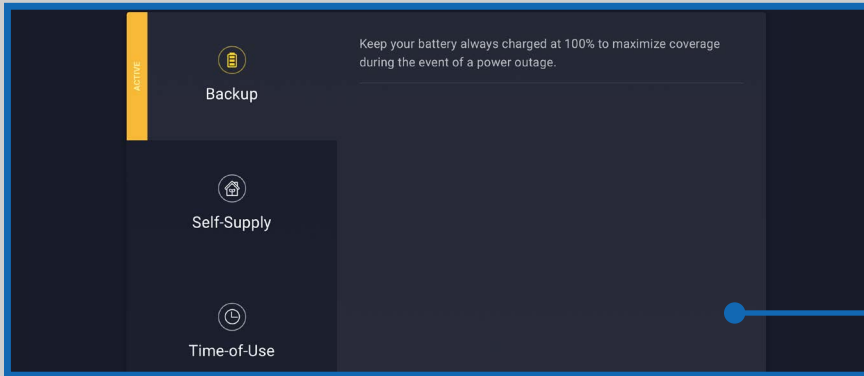 ACTIVE
Backup
Keep your battery always charged at 100% to maximize coverage
during the event of a power outage.
Self-Supply
Time-of-Use